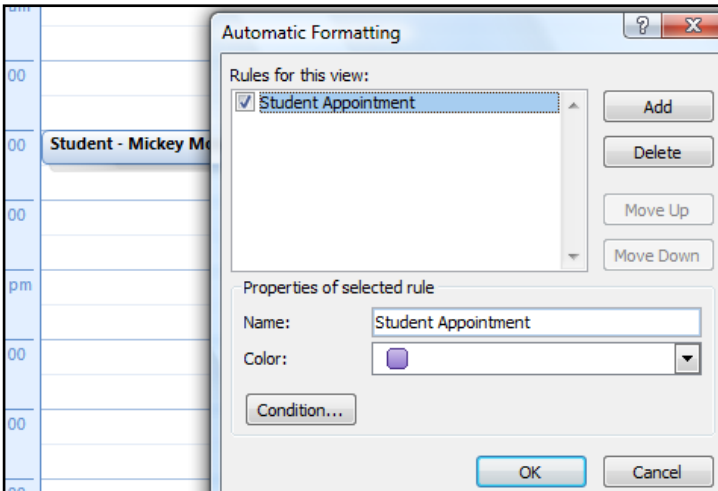 Automatic Formatting
Rules for this view:
Student Appointment
Add
Delete
Move Up
Move Down
00
00
Student - Mickey
00
pm
00
00
Properties of selected rule
Name: Student Appointment
Color:
Condition...
OK
Cancel